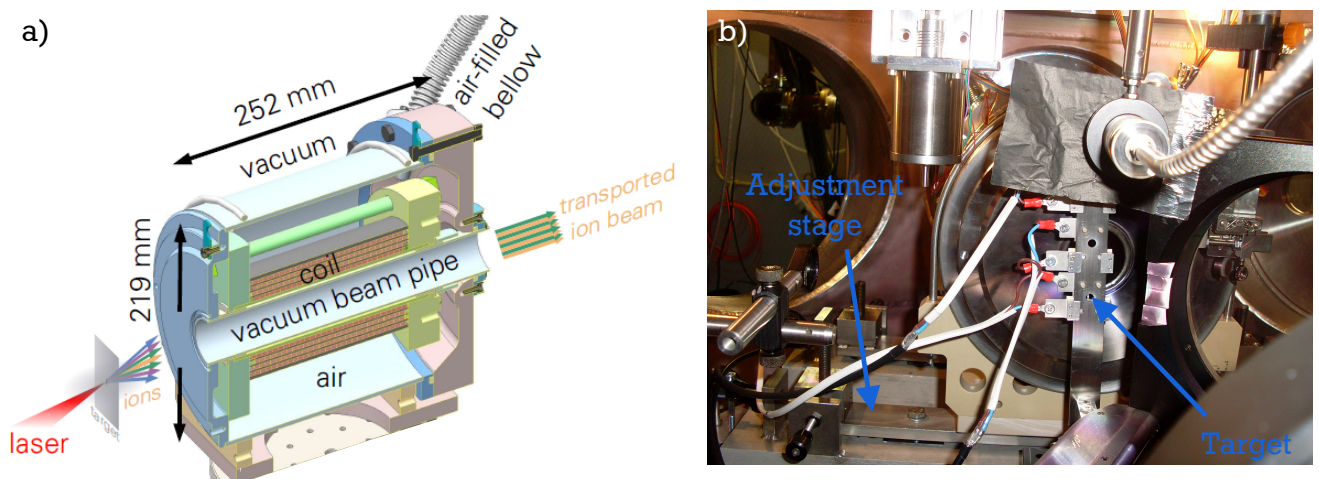 a)
252 mm
air-filled
bellow
vacuum
219 mm
coil
vacuum beam pipe
air
transported
ion beam
ions
target
laser
b)
Adjustment
stage
Target